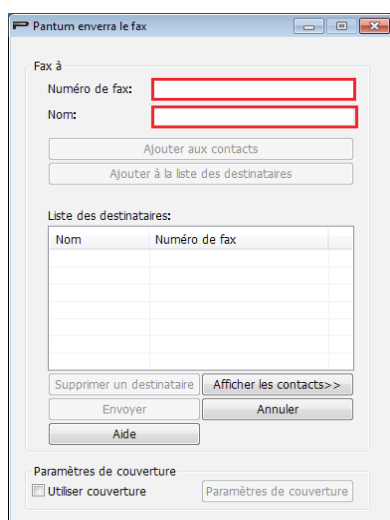 Pantum enverra le fax
Fax à
Numéro de fax:
Nom:
Ajouter aux contacts
Ajouter à la liste des destinataires
Liste des destinataires:
Nom Numéro de fax
Supprimer un destinataire Afficher les contacts>>
Envoyer Annuler
Aide
Paramètres de couverture
Utiliser couverture Paramètres de couverture